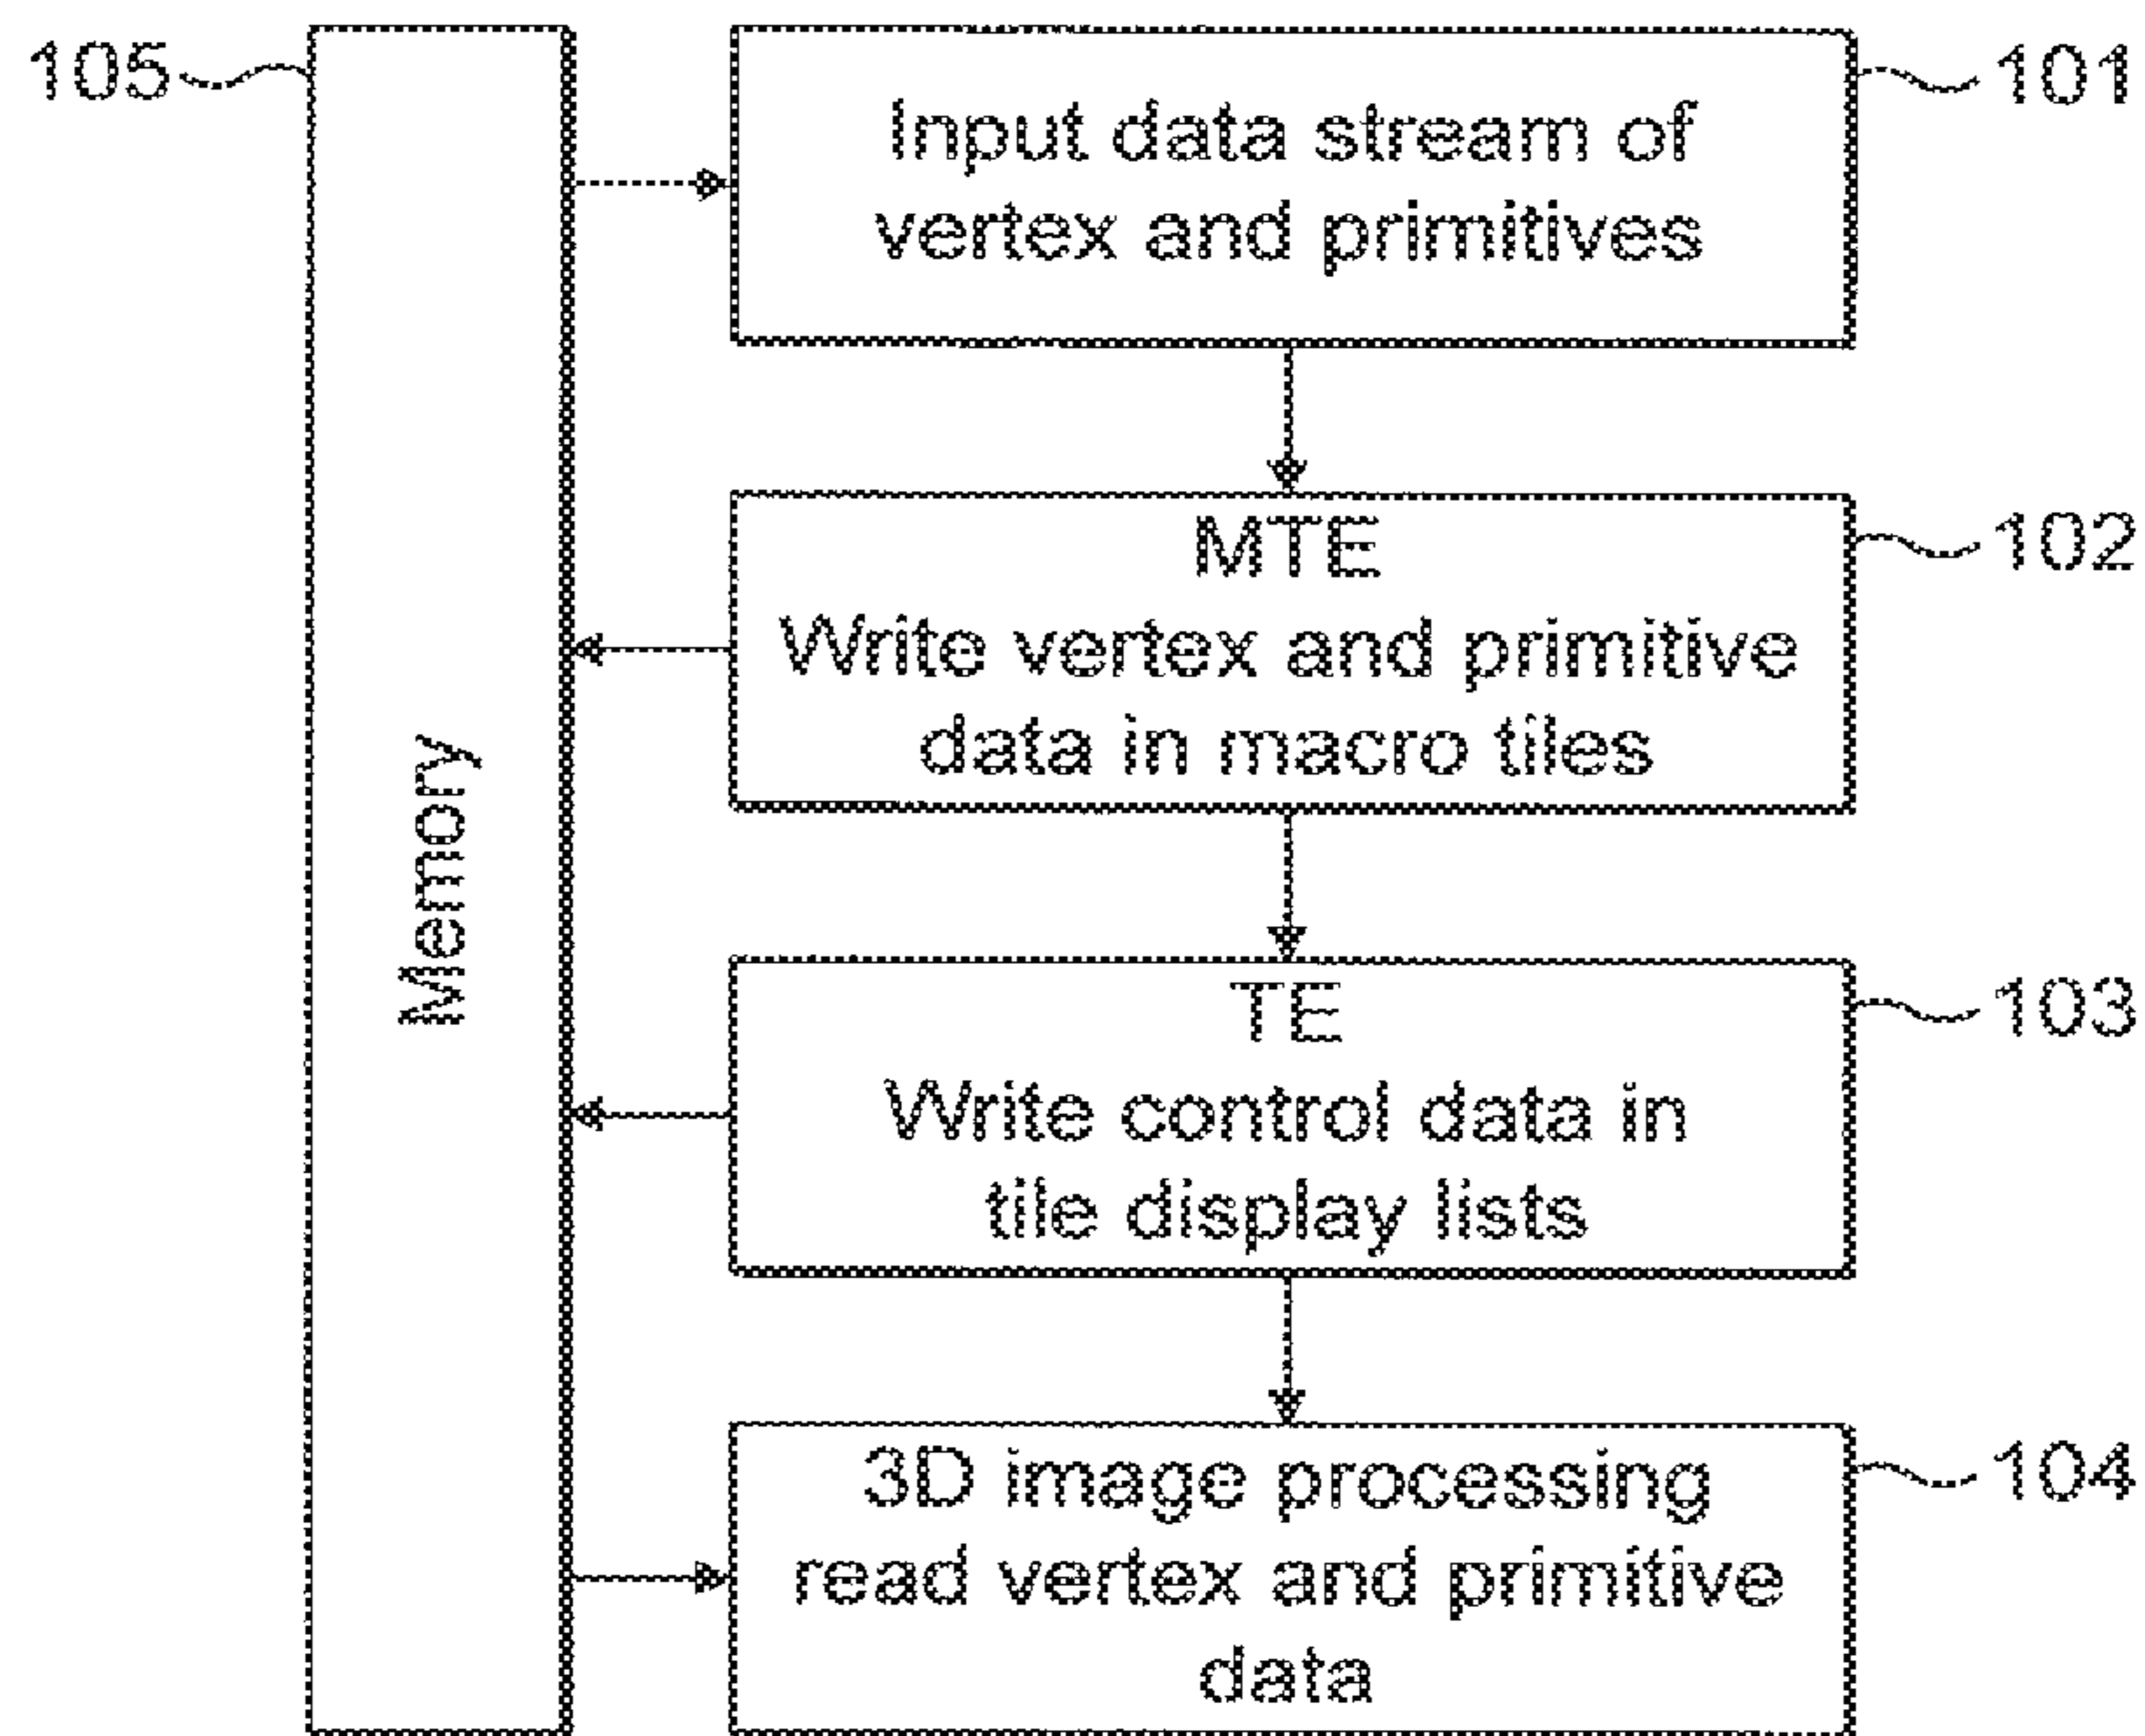 105
101
Input data stream of
vertex and primitives
MTE
102
Write vertex and primitive
data in macro tiles
Memory
TE
103
Write control data in
tile display lists
3D image processing
104
read vertex and primitive
data